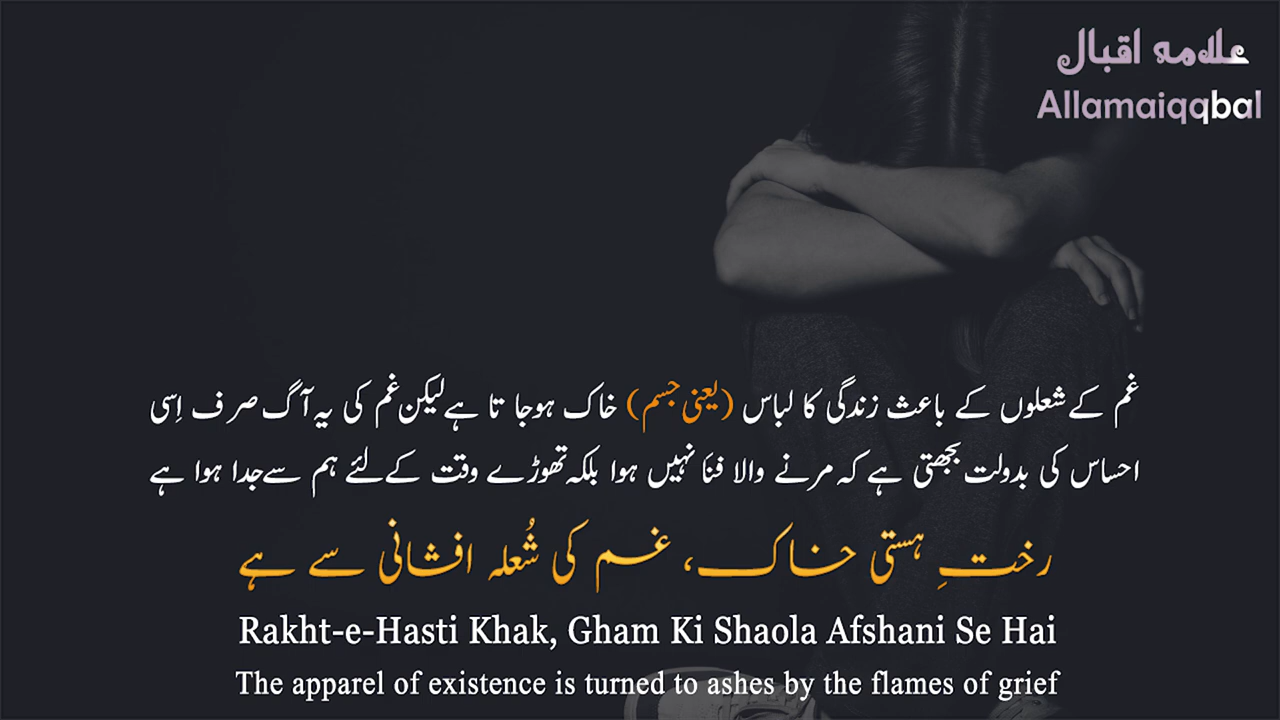 علامہ اقبال
Allamaiqqbal
غم کے شعلوں کے باعث زندگی کا لباس (یعنی جسم) خاک ہوجا تا ہے لیکن غم کی یہ آگ صرف اِسی
احساس کی بدولت بجھتی ہے کہ مرنے والا فنَا نہیں ہوا بلکہ تھوڑے وقت کے لئے ہم سے جدا ہوا ہے
رختِ ہستی خاک، غم کی شُعلہ افشانی سے ہے
Rakht-e-Hasti Khak, Gham Ki Shaola Afshani Se Hai
The apparel of existence is turned to ashes by the flames of grief